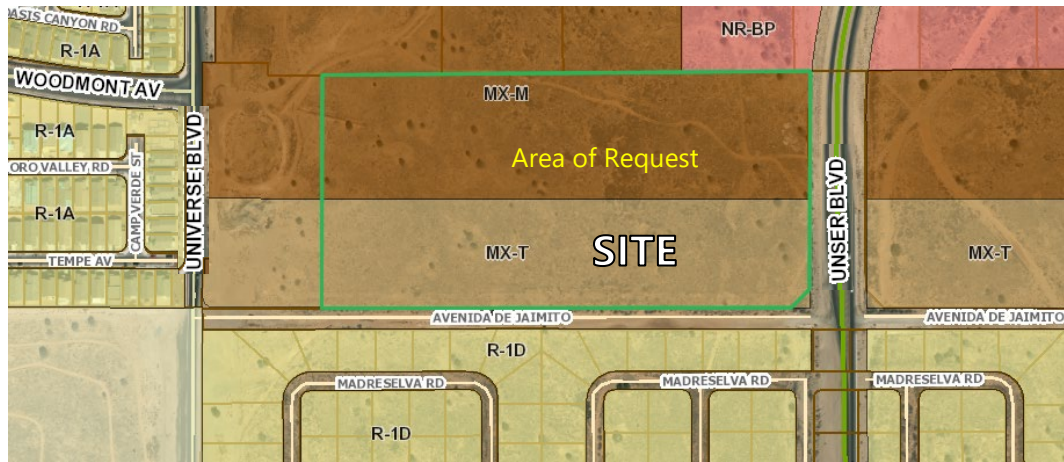 OASIS CANYON RD
R-1A
WOODMONT AV
R-1A
ORO VALLEY RD
R-1A
CAMP VERDE ST
TEMPE AV
UNIVERSE BLVD
NR-BP
MX-M
Area of Request
MX-T
SITE
UNSER BLVD
MX-T
AVENIDA DE JAIMITO
AVENIDA DE JAIMITO
R-1D
MADRESELVA RD
MADRESELVA RD
MADRESELVA RD
R-1D